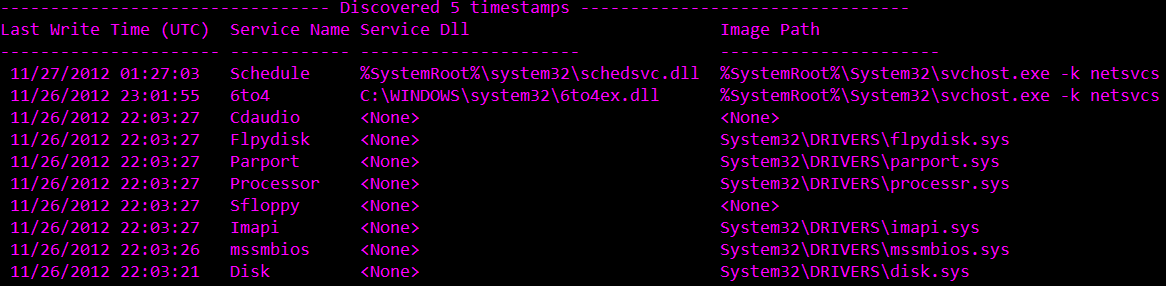 --------------------------------- Discovered 5 timestamps ---------------------------------
Last Write Time (UTC)  Service Name Service Dll                         Image Path
---------------------- ------------ ----------------------              ----------------------
 11/27/2012 01:27:03   Schedule     %SystemRoot%\system32\schedsvc.dll  %SystemRoot%\System32\svchost.exe -k netsvcs
 11/26/2012 23:01:55   6to4         C:\WINDOWS\system32\6to4ex.dll      %SystemRoot%\System32\svchost.exe -k netsvcs
 11/26/2012 22:03:27   Cdaudio      <None>                              <None>
 11/26/2012 22:03:27   Flpydisk     <None>                              System32\DRIVERS\flpydisk.sys
 11/26/2012 22:03:27   Parport      <None>                              System32\DRIVERS\parport.sys
 11/26/2012 22:03:27   Processor    <None>                              System32\DRIVERS\processr.sys
 11/26/2012 22:03:27   Sfloppy      <None>                              <None>
 11/26/2012 22:03:27   Imapi        <None>                              System32\DRIVERS\imapi.sys
 11/26/2012 22:03:26   mssmbios     <None>                              System32\DRIVERS\mssmbios.sys
 11/26/2012 22:03:21   Disk         <None>                              System32\DRIVERS\disk.sys